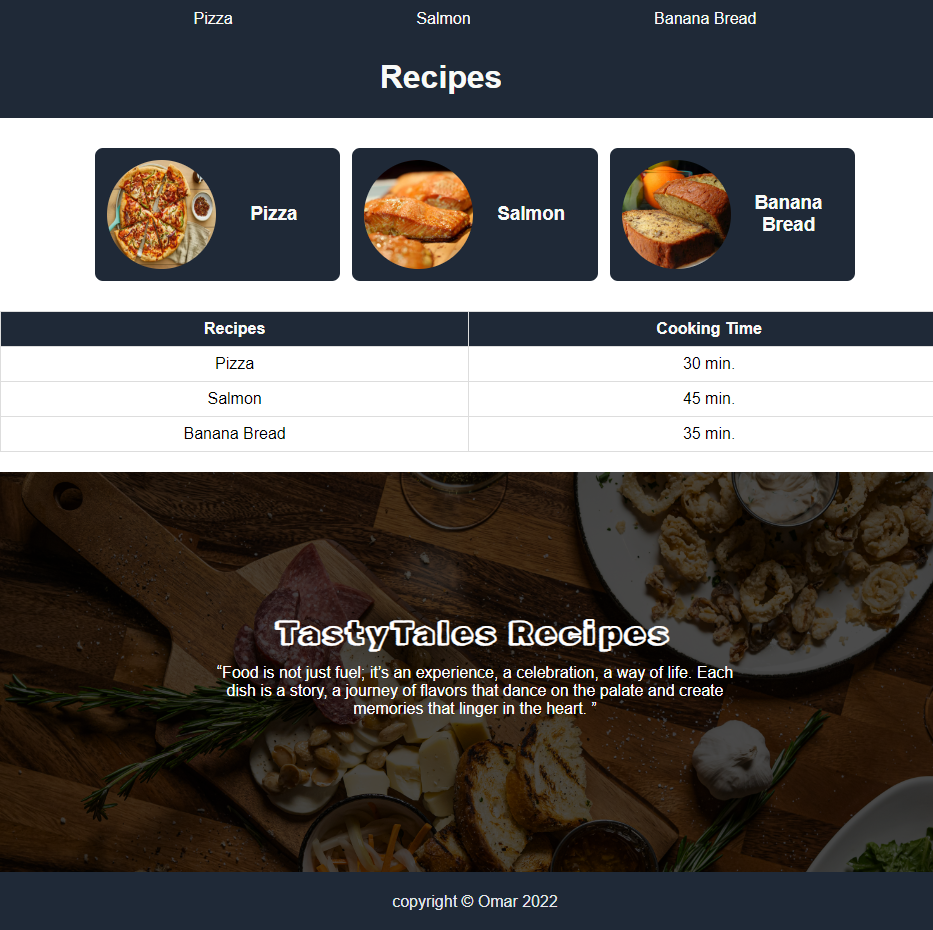 Pizza Salmon Banana Bread
Recipes
Pizza
Salmon
Banana
Bread
Recipes Cooking Time
Pizza 30 min.
Salmon 45 min.
Banana Bread 35 min.
TastyTales Recipes
“Food is not just fuel; it’s an experience, a celebration, a way of life. Each
dish is a story, a journey of flavors that dance on the palate and create
memories that linger in the heart. ”
copyright © Omar 2022